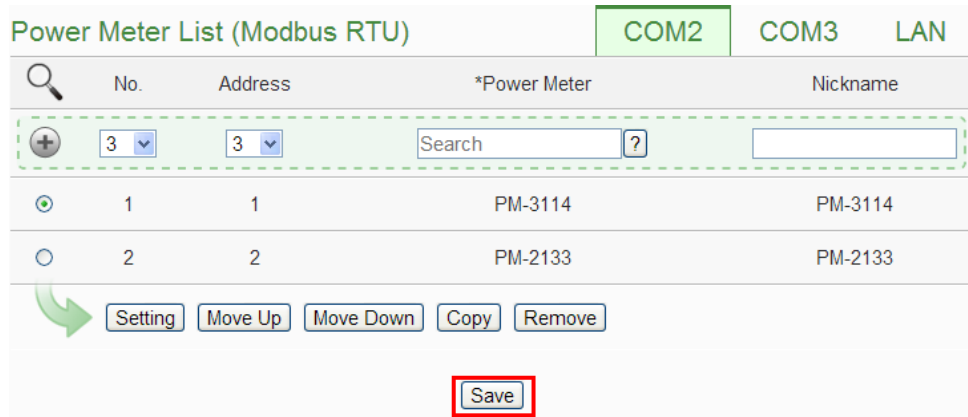 Power Meter List (Modbus RTU) COM2 COM3 LAN
No. Address *Power Meter Nickname
3 3 Search ?
1 1 PM-3114 PM-3114
2 2 PM-2133 PM-2133
Setting Move Up Move Down Copy Remove
Save